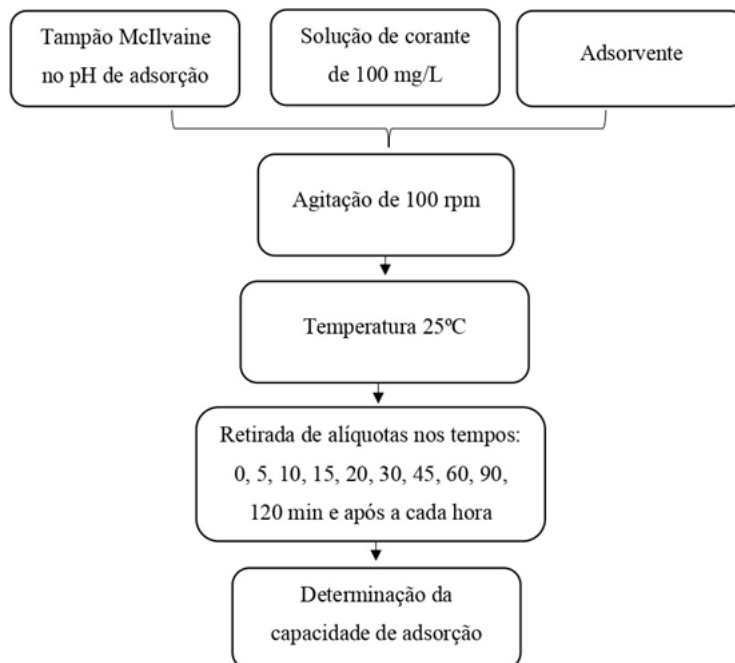 Tampão McIlvaine
no pH de adsorção
Solução de corante
de 100 mg/L
Adsorvente
Agitação de 100 rpm
Temperatura 25ºC
Retirada de alíquotas nos tempos:
0, 5, 10, 15, 20, 30, 45, 60, 90,
120 min e após a cada hora
Determinação da
capacidade de adsorção